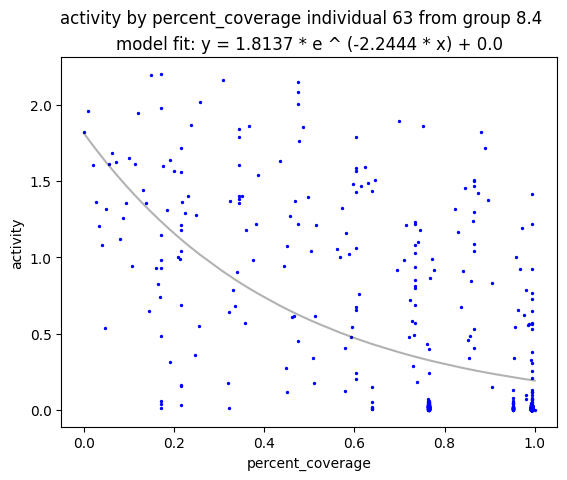 activity by percent_coverage individual 63 from group 8.4
model fit: y = 1.8137 * e ^ (-2.2444 * x) + 0.0
2.0
1.5
1.0
0.5
0.0
activity
0.0 0.2 0.4 0.6 0.8 1.0
percent_coverage